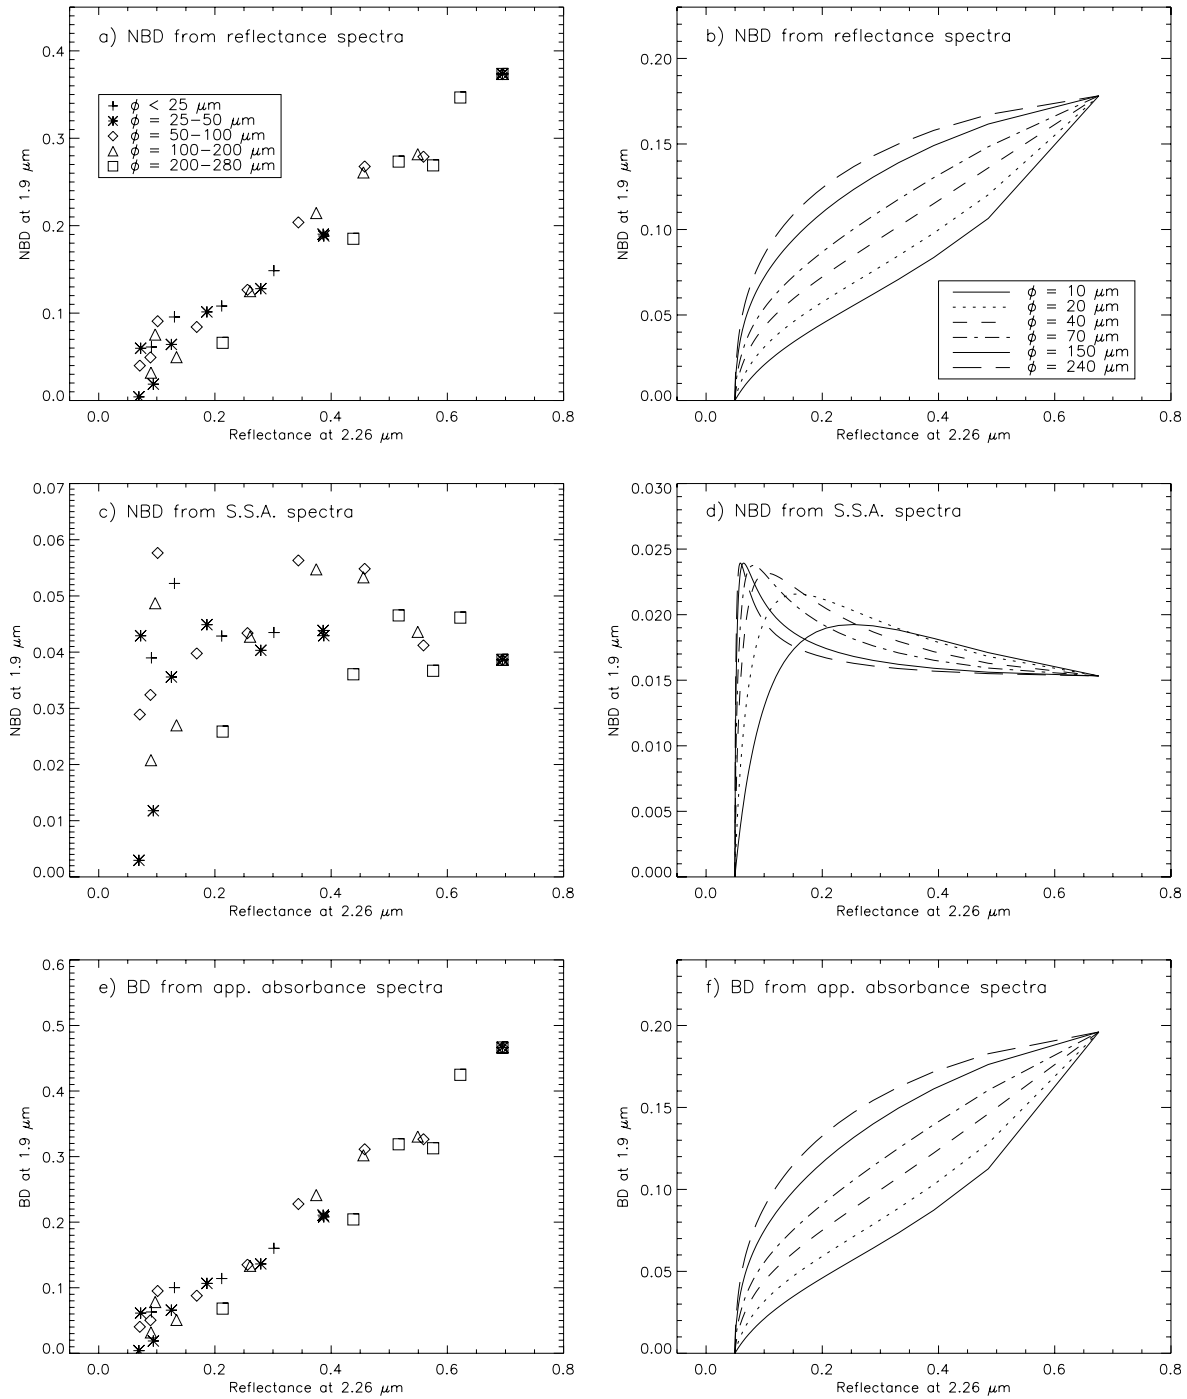 a) NBD from reflectance spectra
NBD at 1.9 μm
0.4
0.3
0.2
0.1
0.0
+ ϕ < 25 μm
ϕ = 25−50 μm
ϕ = 50−100 μm
ϕ = 100−200 μm
ϕ = 200−280 μm
0.0 0.2 0.4 0.6 0.8
Reflectance at 2.26 μm
b) NBD from reflectance spectra
NBD at 1.9 μm
0.20
0.15
0.10
0.05
0.00
ϕ = 10 μm
ϕ = 20 μm
ϕ = 40 μm
ϕ = 70 μm
ϕ = 150 μm
ϕ = 240 μm
0.0 0.2 0.4 0.6 0.8
Reflectance at 2.26 μm
c) NBD from S.S.A. spectra
NBD at 1.9 μm
0.07
0.06
0.05
0.04
0.03
0.02
0.01
0.00
0.0 0.2 0.4 0.6 0.8
Reflectance at 2.26 μm
d) NBD from S.S.A. spectra
NBD at 1.9 μm
0.030
0.025
0.020
0.015
0.010
0.005
0.000
0.0 0.2 0.4 0.6 0.8
Reflectance at 2.26 μm
e) BD from app. absorbance spectra
BD at 1.9 μm
0.6
0.5
0.4
0.3
0.2
0.1
0.0
0.0 0.2 0.4 0.6 0.8
Reflectance at 2.26 μm
f) BD from app. absorbance spectra
BD at 1.9 μm
0.20
0.15
0.10
0.05
0.00
0.0 0.2 0.4 0.6 0.8
Reflectance at 2.26 μm